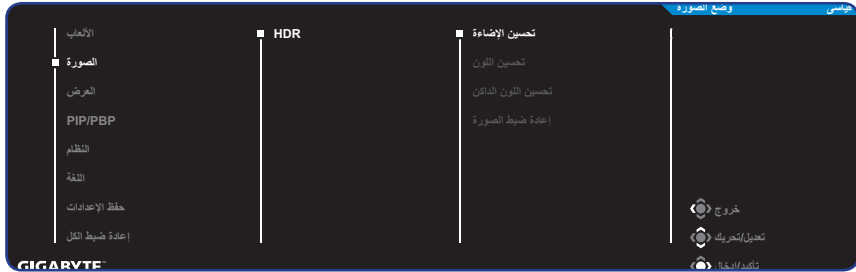 قياسي وضع الصورة
الألعاب
الصورة
العرض
PIP/PBP
النظام
اللغة
حفظ الإعدادات
إعادة ضبط الكل
HDR
تحسين الإضاءة
تحسين اللون
تحسين اللون الداكن
إعادة ضبط الصورة
خروج
تعديل/تحريك
تأكيد/إدخال
GIGABYTE™